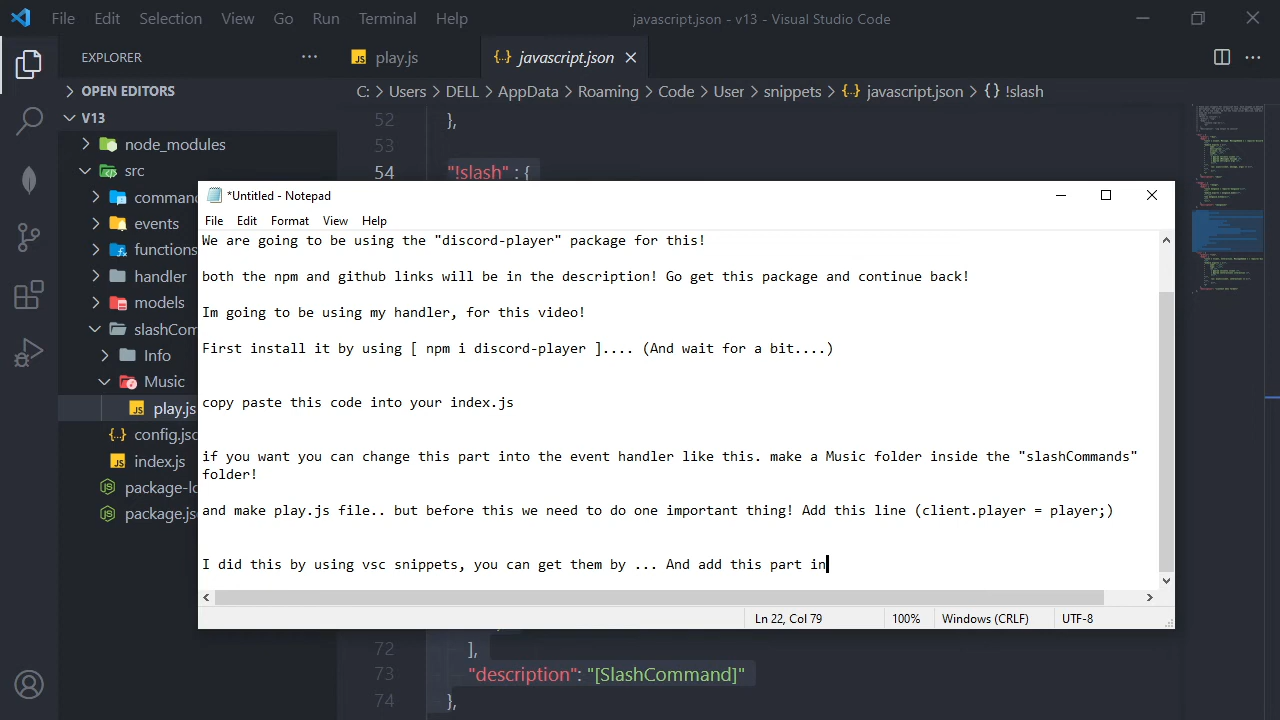 File Edit Selection View Go Run Terminal Help javascript.json - v13 - Visual Studio Code
EXPLORER
play.js
javascript.json
OPEN EDITORS
C: > Users > DELL > AppData > Roaming > Code > User > snippets > {..} javascript.json > {} !slash
V13
52 },
node_modules
53
src
54 "!slash" : {
command
events
functions
handler
models
slashCom
Info
Music
play.js
config.jsc
index.js
package-lo
package.js
*Untitled - Notepad
File Edit Format View Help
We are going to be using the "discord-player" package for this!
both the npm and github links will be in the description! Go get this package and continue back!
Im going to be using my handler, for this video!
First install it by using [ npm i discord-player ].... (And wait for a bit....)
copy paste this code into your index.js
if you want you can change this part into the event handler like this. make a Music folder inside the "slashCommands"
folder!
and make play.js file.. but before this we need to do one important thing! Add this line (client.player = player;)
I did this by using vsc snippets, you can get them by ... And add this part in
Ln 22, Col 79 100% Windows (CRLF) UTF-8
72 ],
73 "description": "[SlashCommand]"
74 },